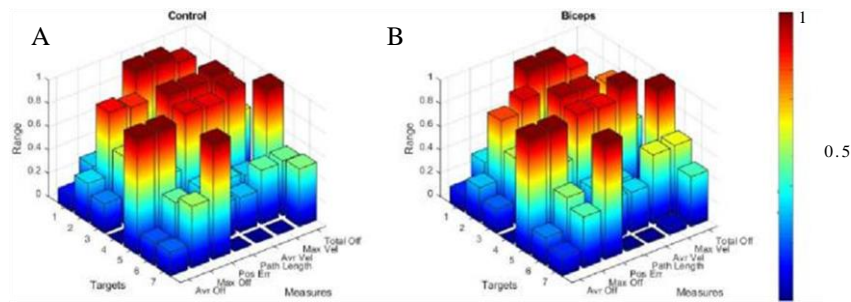 Control
A
Range
1
0.8
0.6
0.4
0.2
0
1
2
3
4
5
6
7
Targets
Avr Off
Max Off
Pos Err
Path Length
Avr Vel
Max Vel
Total Off
Measures
Biceps
B
Range
1
0.8
0.6
0.4
0.2
0
1
2
3
4
5
6
7
Targets
Avr Off
Max Off
Pos Err
Path Length
Avr Vel
Max Vel
Total Off
Measures
1
0.5